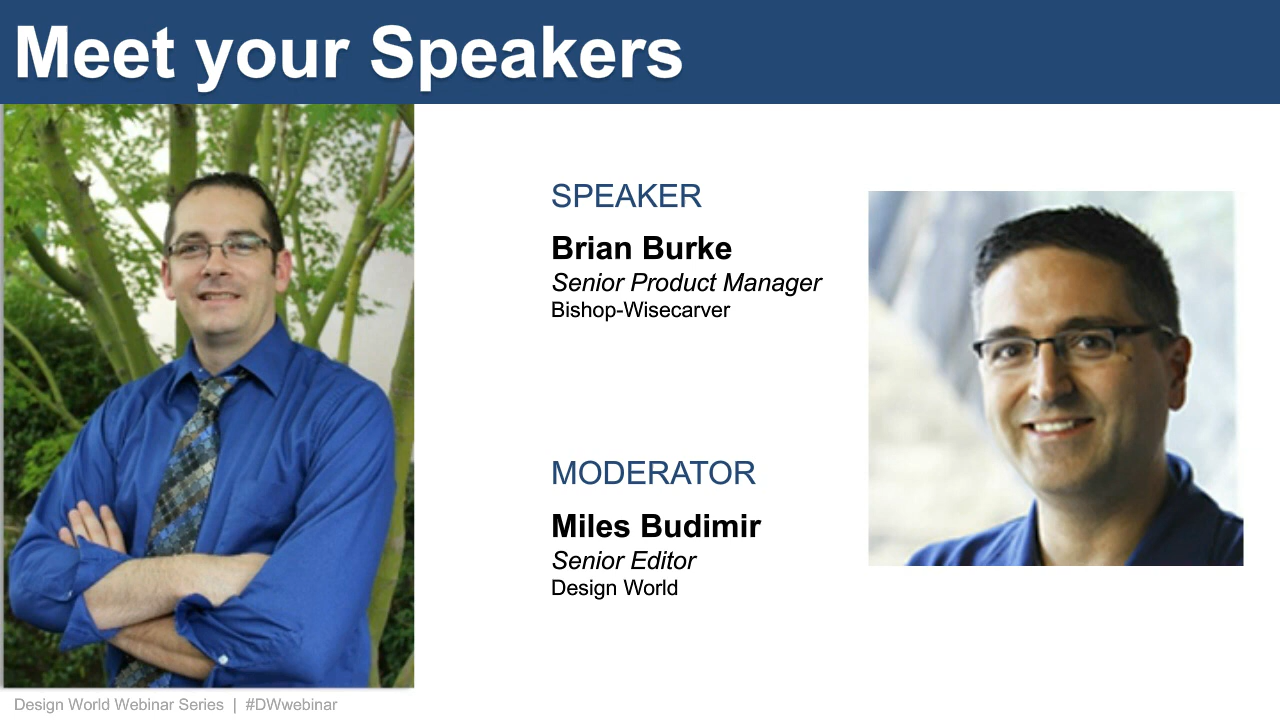 Meet your Speakers
SPEAKER
Brian Burke
Senior Product Manager
Bishop-Wisecarver
MODERATOR
Miles Budimir
Senior Editor
Design World
Design World Webinar Series | #DWwebinar